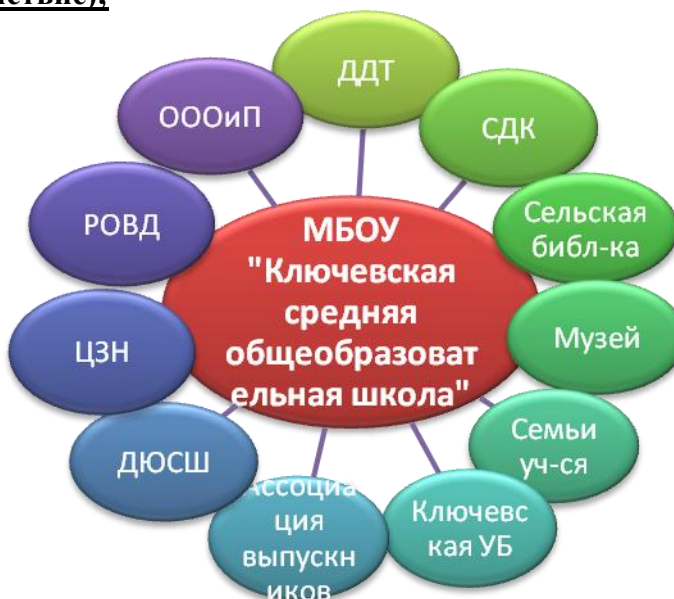 ДДТ
СДК
Сельская
библ-ка
Музей
Семьи
уч-ся
Ключевс
кая УБ
Ассоциа
ция
выпускн
иков
ДЮСШ
ЦЗН
РОВД
ОООиП
МБОУ
"Ключевская
средняя
общеобразоват
ельная школа"